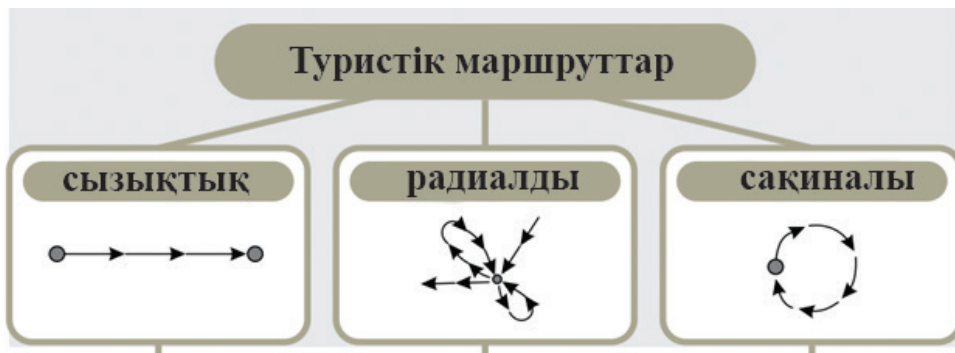 Туристік маршруттар
сызықтық
радиалды
сақиналы